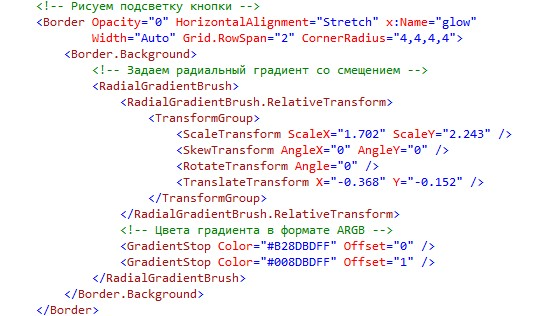 <!-- Рисуем подсветку кнопки -->
<Border Opacity="0" HorizontalAlignment="Stretch" x:Name="glow"
Width="Auto" Grid.RowSpan="2" CornerRadius="4,4,4,4">
<Border.Background>
<!-- Задаем радиальный градиент со смещением -->
<RadialGradientBrush>
<RadialGradientBrush.RelativeTransform>
<TransformGroup>
<ScaleTransform ScaleX="1.702" ScaleY="2.243" />
<SkewTransform AngleX="0" AngleY="0" />
<RotateTransform Angle="0" />
<TranslateTransform X="-0.368" Y="-0.152" />
</TransformGroup>
</RadialGradientBrush.RelativeTransform>
<!-- Цвета градиента в формате ARGB -->
<GradientStop Color="#B28DBDFF" Offset="0" />
<GradientStop Color="#008DBDFF" Offset="1" />
</RadialGradientBrush>
</Border.Background>
</Border>